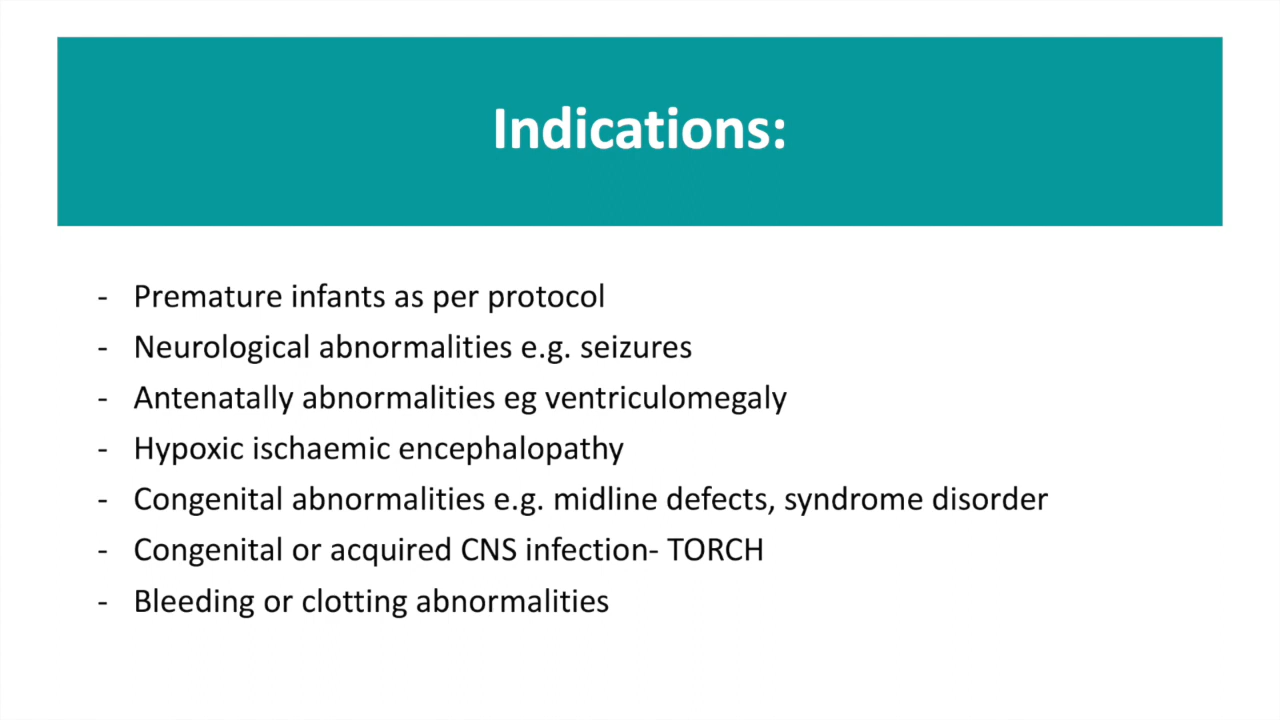 Indications:
- Premature infants as per protocol
- Neurological abnormalities e.g. seizures
- Antenatally abnormalities eg ventriculomegaly
- Hypoxic ischaemic encephalopathy
- Congenital abnormalities e.g. midline defects, syndrome disorder
- Congenital or acquired CNS infection- TORCH
- Bleeding or clotting abnormalities